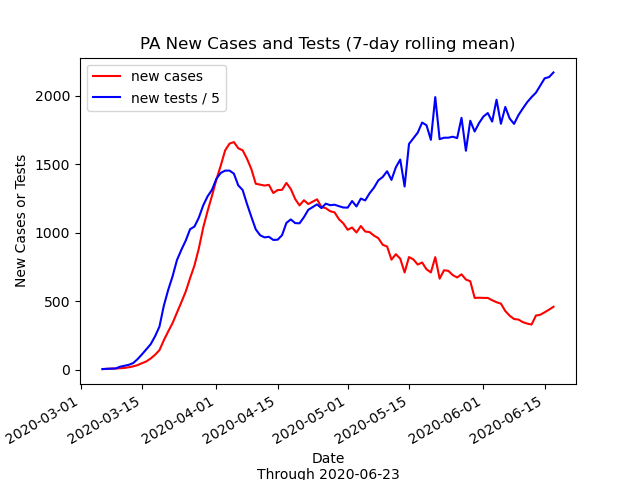 PA New Cases and Tests (7-day rolling mean)
new cases
new tests / 5
New Cases or Tests
2000
1500
1000
500
0
2020-03-01
2020-03-15
2020-04-01
2020-04-15
2020-05-01
2020-05-15
2020-06-01
2020-06-15
Date
Through 2020-06-23